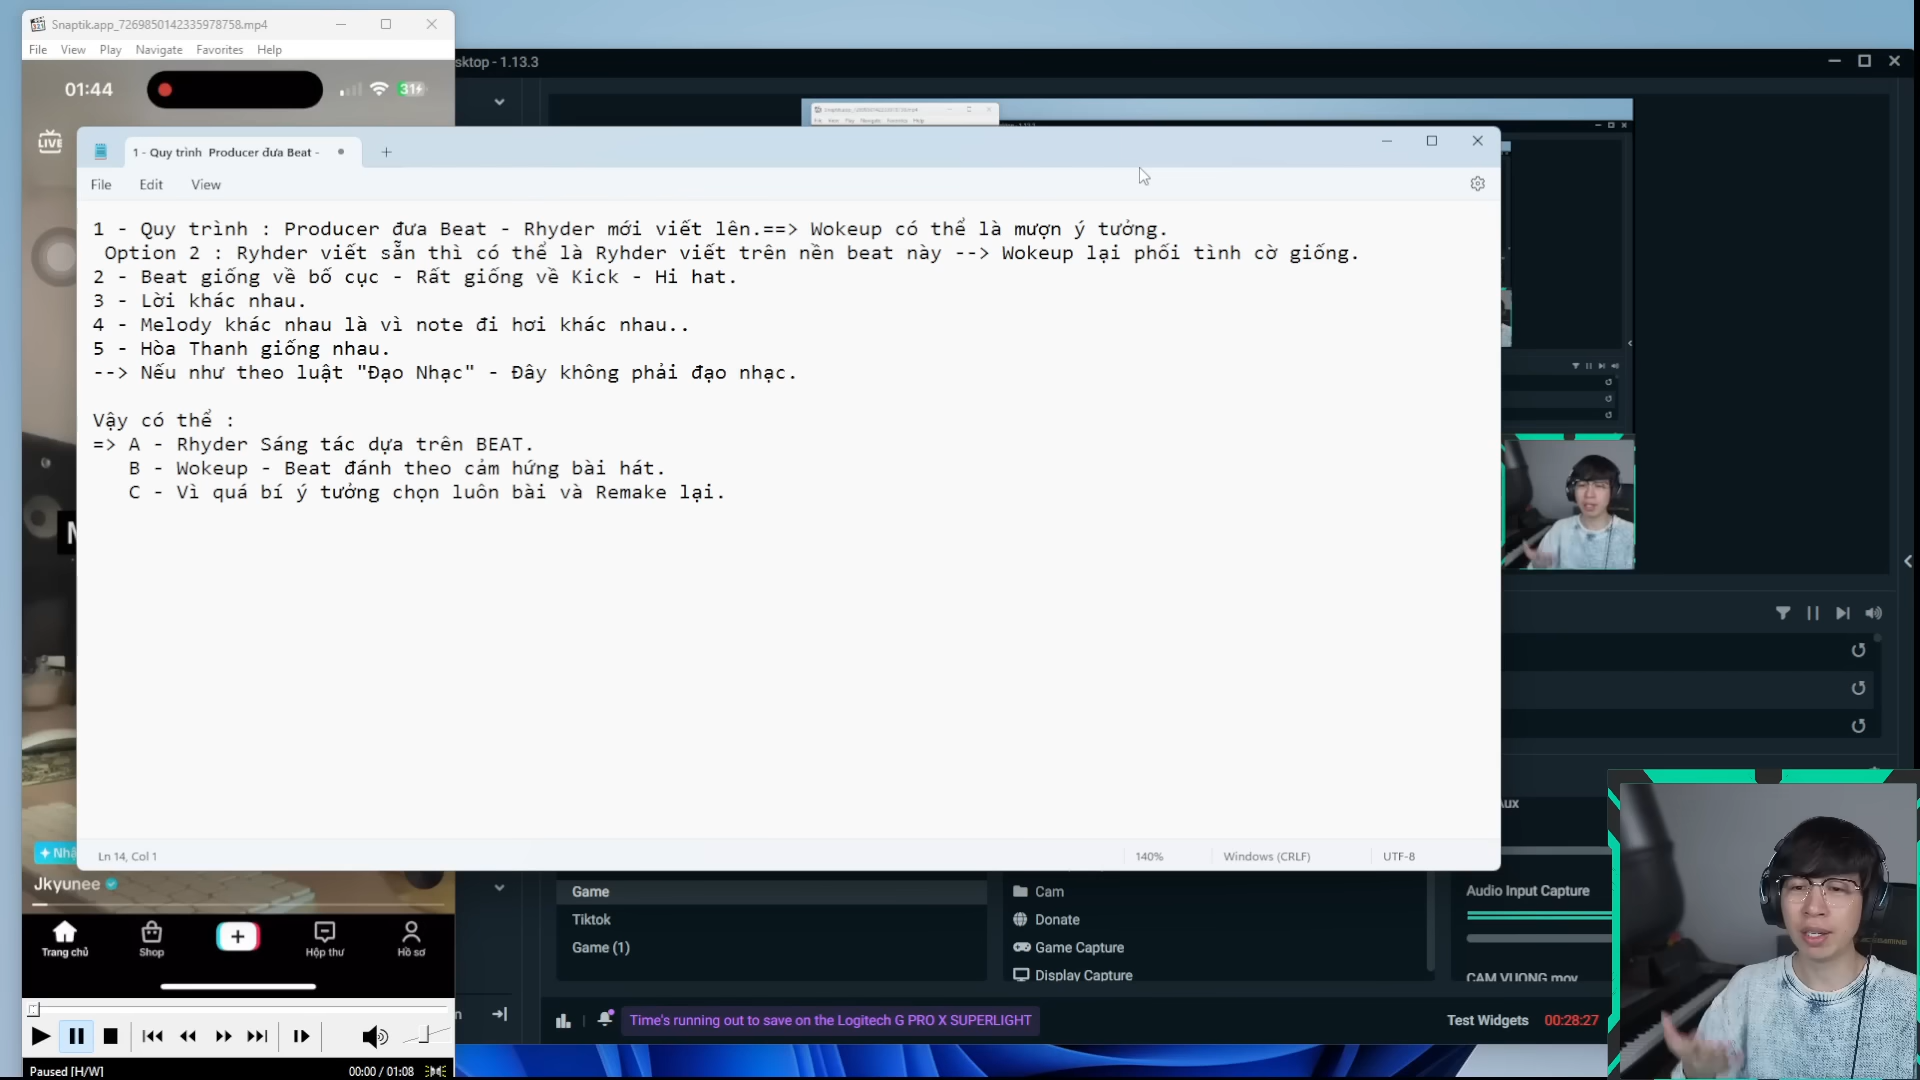 Snaptik.app_7269850142335978758.mp4
File View Play Navigate Favorites Help
sktop - 1.13.3
01:44
31
LIVE
1 - Quy trình Producer đưa Beat -
File Edit View
1 - Quy trình : Producer đưa Beat - Rhyder mới viết lên.==> Wokeup có thể là mượn ý tưởng.
Option 2 : Ryhder viết sẵn thì có thể là Ryhder viết trên nền beat này --> Wokeup lại phối tình cờ giống.
2 - Beat giống về bố cục - Rất giống về Kick - Hi hat.
3 - Lời khác nhau.
4 - Melody khác nhau là vì note đi hơi khác nhau..
5 - Hòa Thanh giống nhau.
--> Nếu như theo luật "Đạo Nhạc" - Đây không phải đạo nhạc.
Vậy có thể :
=> A - Rhyder Sáng tác dựa trên BEAT.
B - Wokeup - Beat đánh theo cảm hứng bài hát.
C - Vì quá bí ý tưởng chọn luôn bài và Remake lại.
Ln 14, Col 1
140%
Windows (CRLF)
UTF-8
Jkyunee
Trang chủ
Shop
Hộp thư
Hồ sơ
Paused [H/W]
00:00 / 01:08
Game
Tiktok
Game (1)
Cam
Donate
Game Capture
Display Capture
Aux
Audio Input Capture
CAM VUONG mov
Time's running out to save on the Logitech G PRO X SUPERLIGHT
Test Widgets
00:28:27